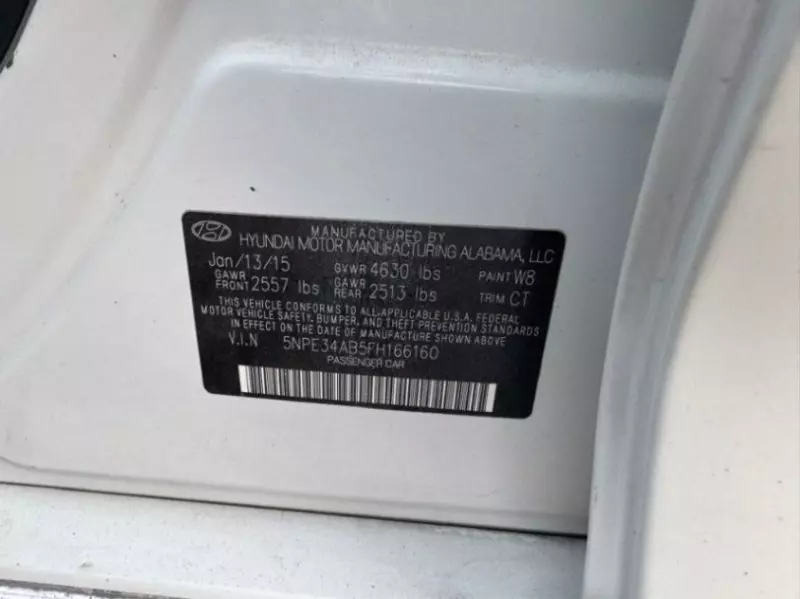 MANUFACTURED BY
HYUNDAI MOTOR MANUFACTURING ALABAMA, LLC
Jan/13/15 GVWR 4630 lbs PAINT W8
GAWR FRONT 2557 lbs GAWR REAR 2513 lbs TRIM CT
THIS VEHICLE CONFORMS TO ALL APPLICABLE U.S.A. FEDERAL
MOTOR VEHICLE SAFETY, BUMPER, AND THEFT PREVENTION STANDARDS
IN EFFECT ON THE DATE OF MANUFACTURE SHOWN ABOVE
V.I.N 5NPE34AB5FH166160
PASSENGER CAR